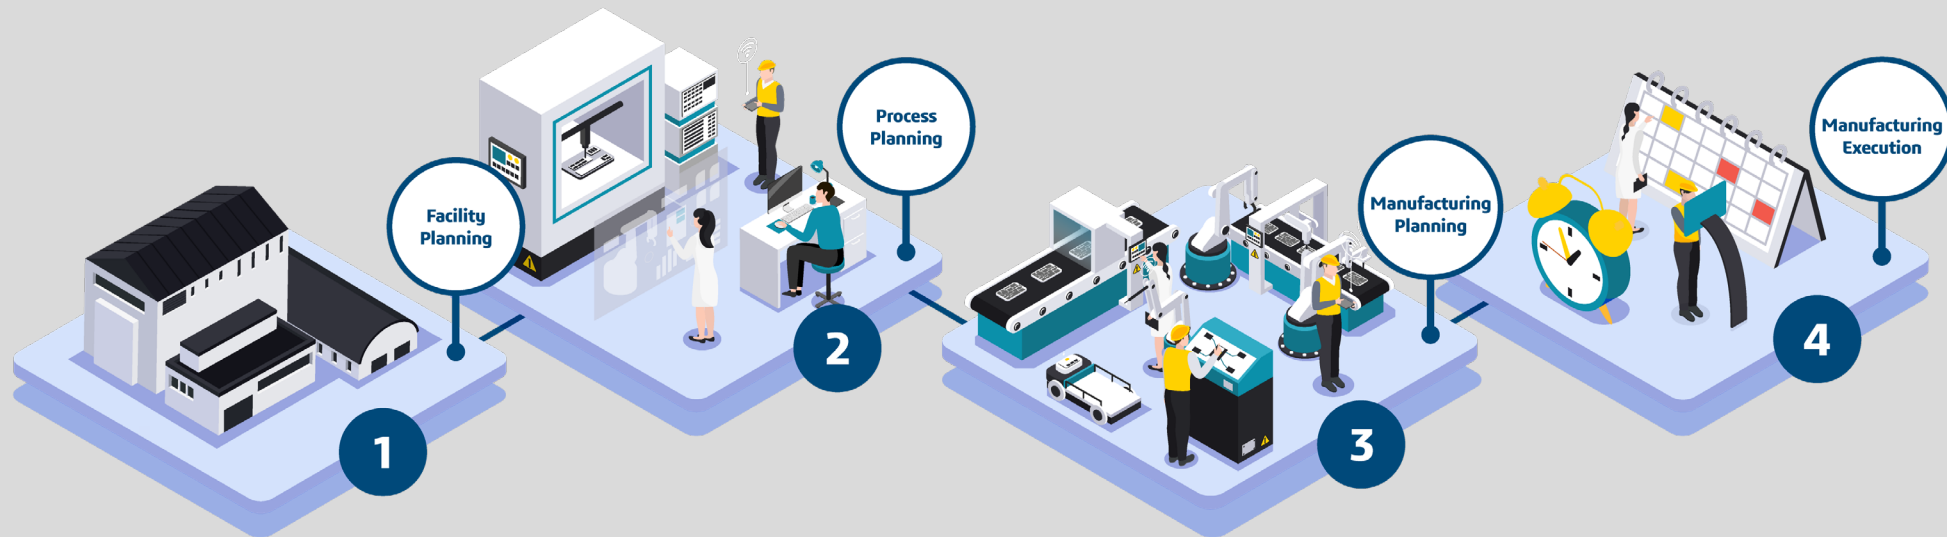 Facility
Planning
1
Process
Planning
2
Manufacturing
Planning
3
Manufacturing
Execution
4